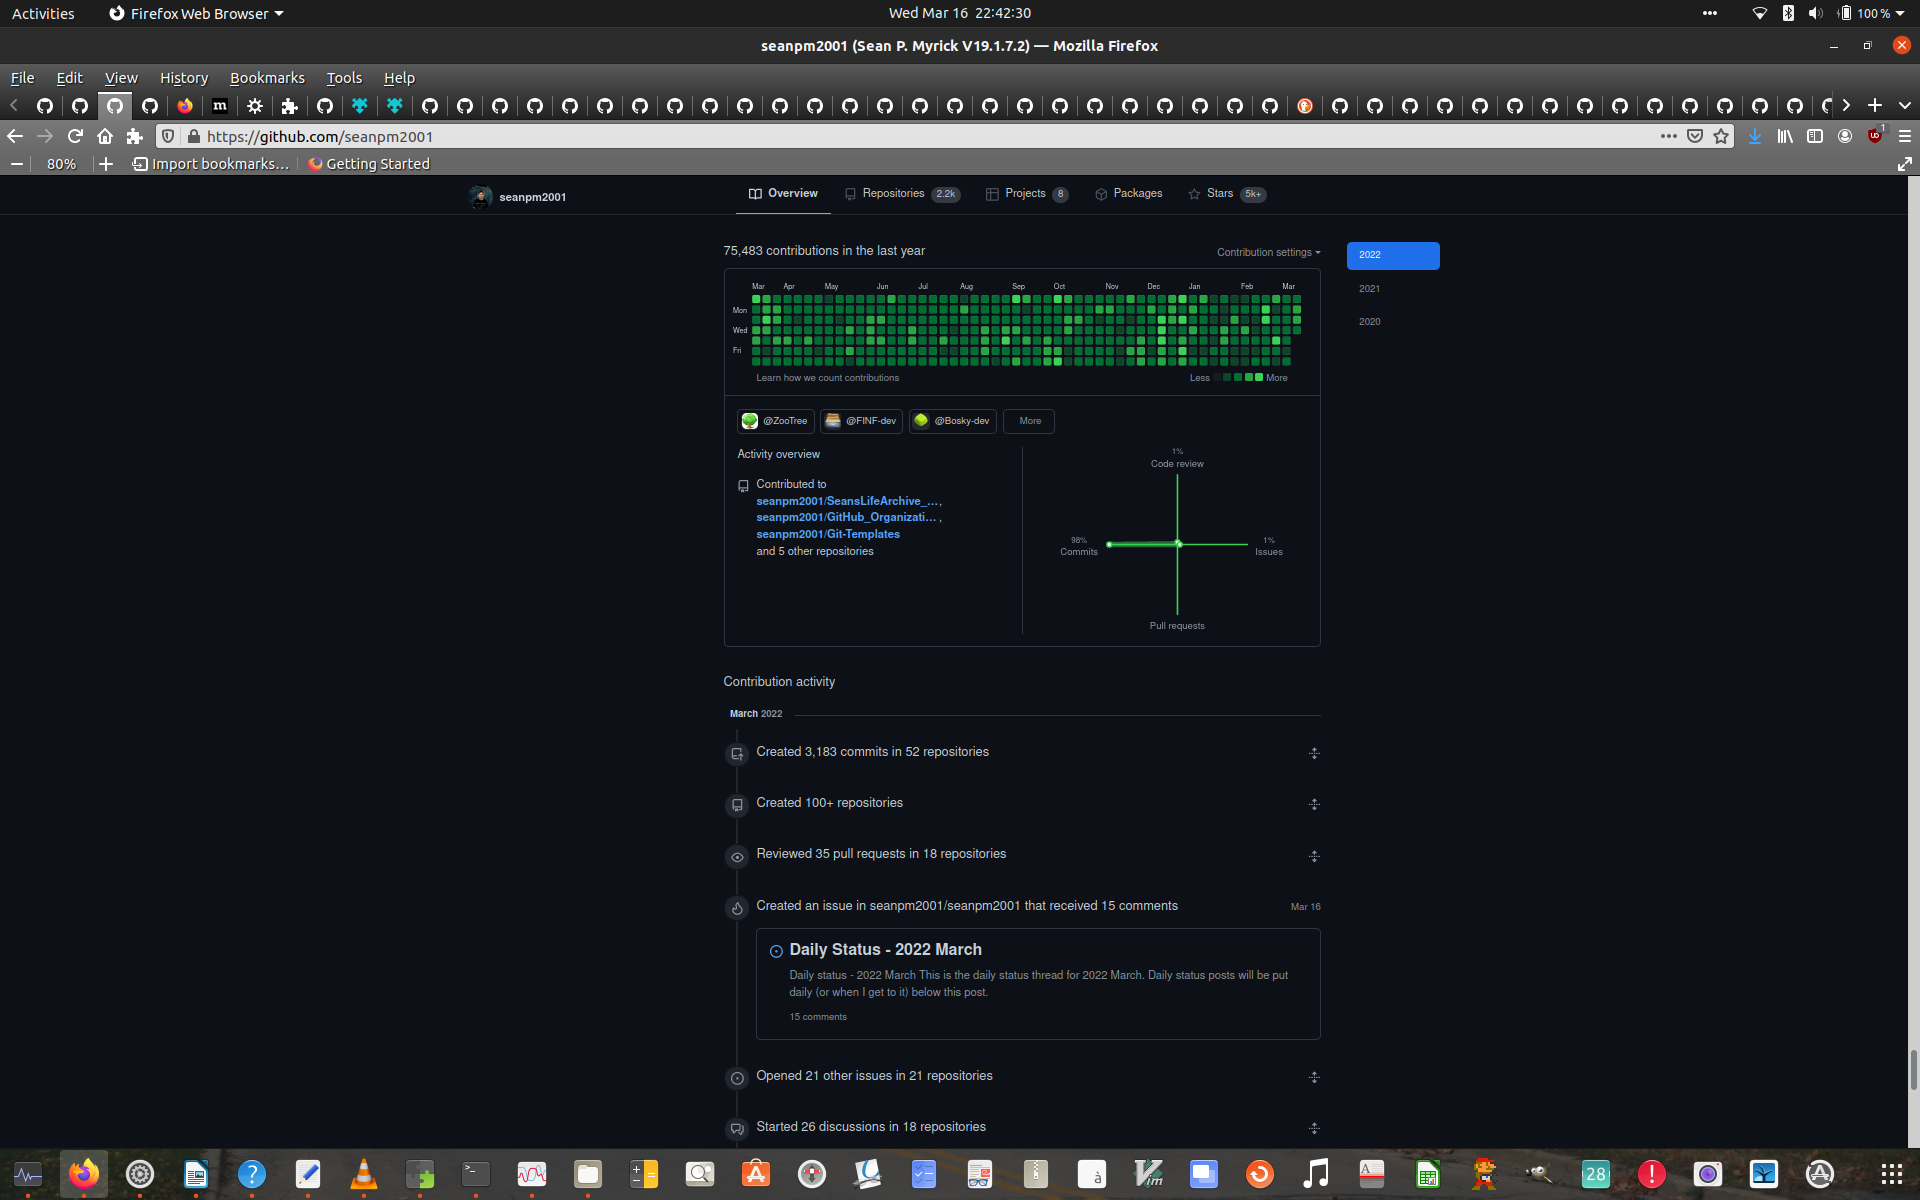 Activities
Firefox Web Browser
Wed Mar 16 22:42:30
100 %
seanpm2001 (Sean P. Myrick V19.1.7.2) — Mozilla Firefox
File Edit View History Bookmarks Tools Help
https://github.com/seanpm2001
1
80%
Import bookmarks...
Getting Started
seanpm2001
Overview
Repositories 2.2k
Projects 8
Packages
Stars 5k+
75,483 contributions in the last year
Contribution settings
2022
2021
2020
Mar Apr May Jun Jul Aug Sep Oct Nov Dec Jan Feb Mar
Mon
Wed
Fri
Learn how we count contributions
Less More
@ZooTree
@FINF-dev
@Bosky-dev
More
Activity overview
Contributed to
seanpm2001/SeansLifeArchive_...,
seanpm2001/GitHub_Organizati... ,
seanpm2001/Git-Templates
and 5 other repositories
1%
Code review
98%
Commits
1%
Issues
Pull requests
Contribution activity
March 2022
Created 3,183 commits in 52 repositories
Created 100+ repositories
Reviewed 35 pull requests in 18 repositories
Created an issue in seanpm2001/seanpm2001 that received 15 comments
Mar 16
Daily Status - 2022 March
Daily status - 2022 March This is the daily status thread for 2022 March. Daily status posts will be put
daily (or when I get to it) below this post.
15 comments
Opened 21 other issues in 21 repositories
Started 26 discussions in 18 repositories
28